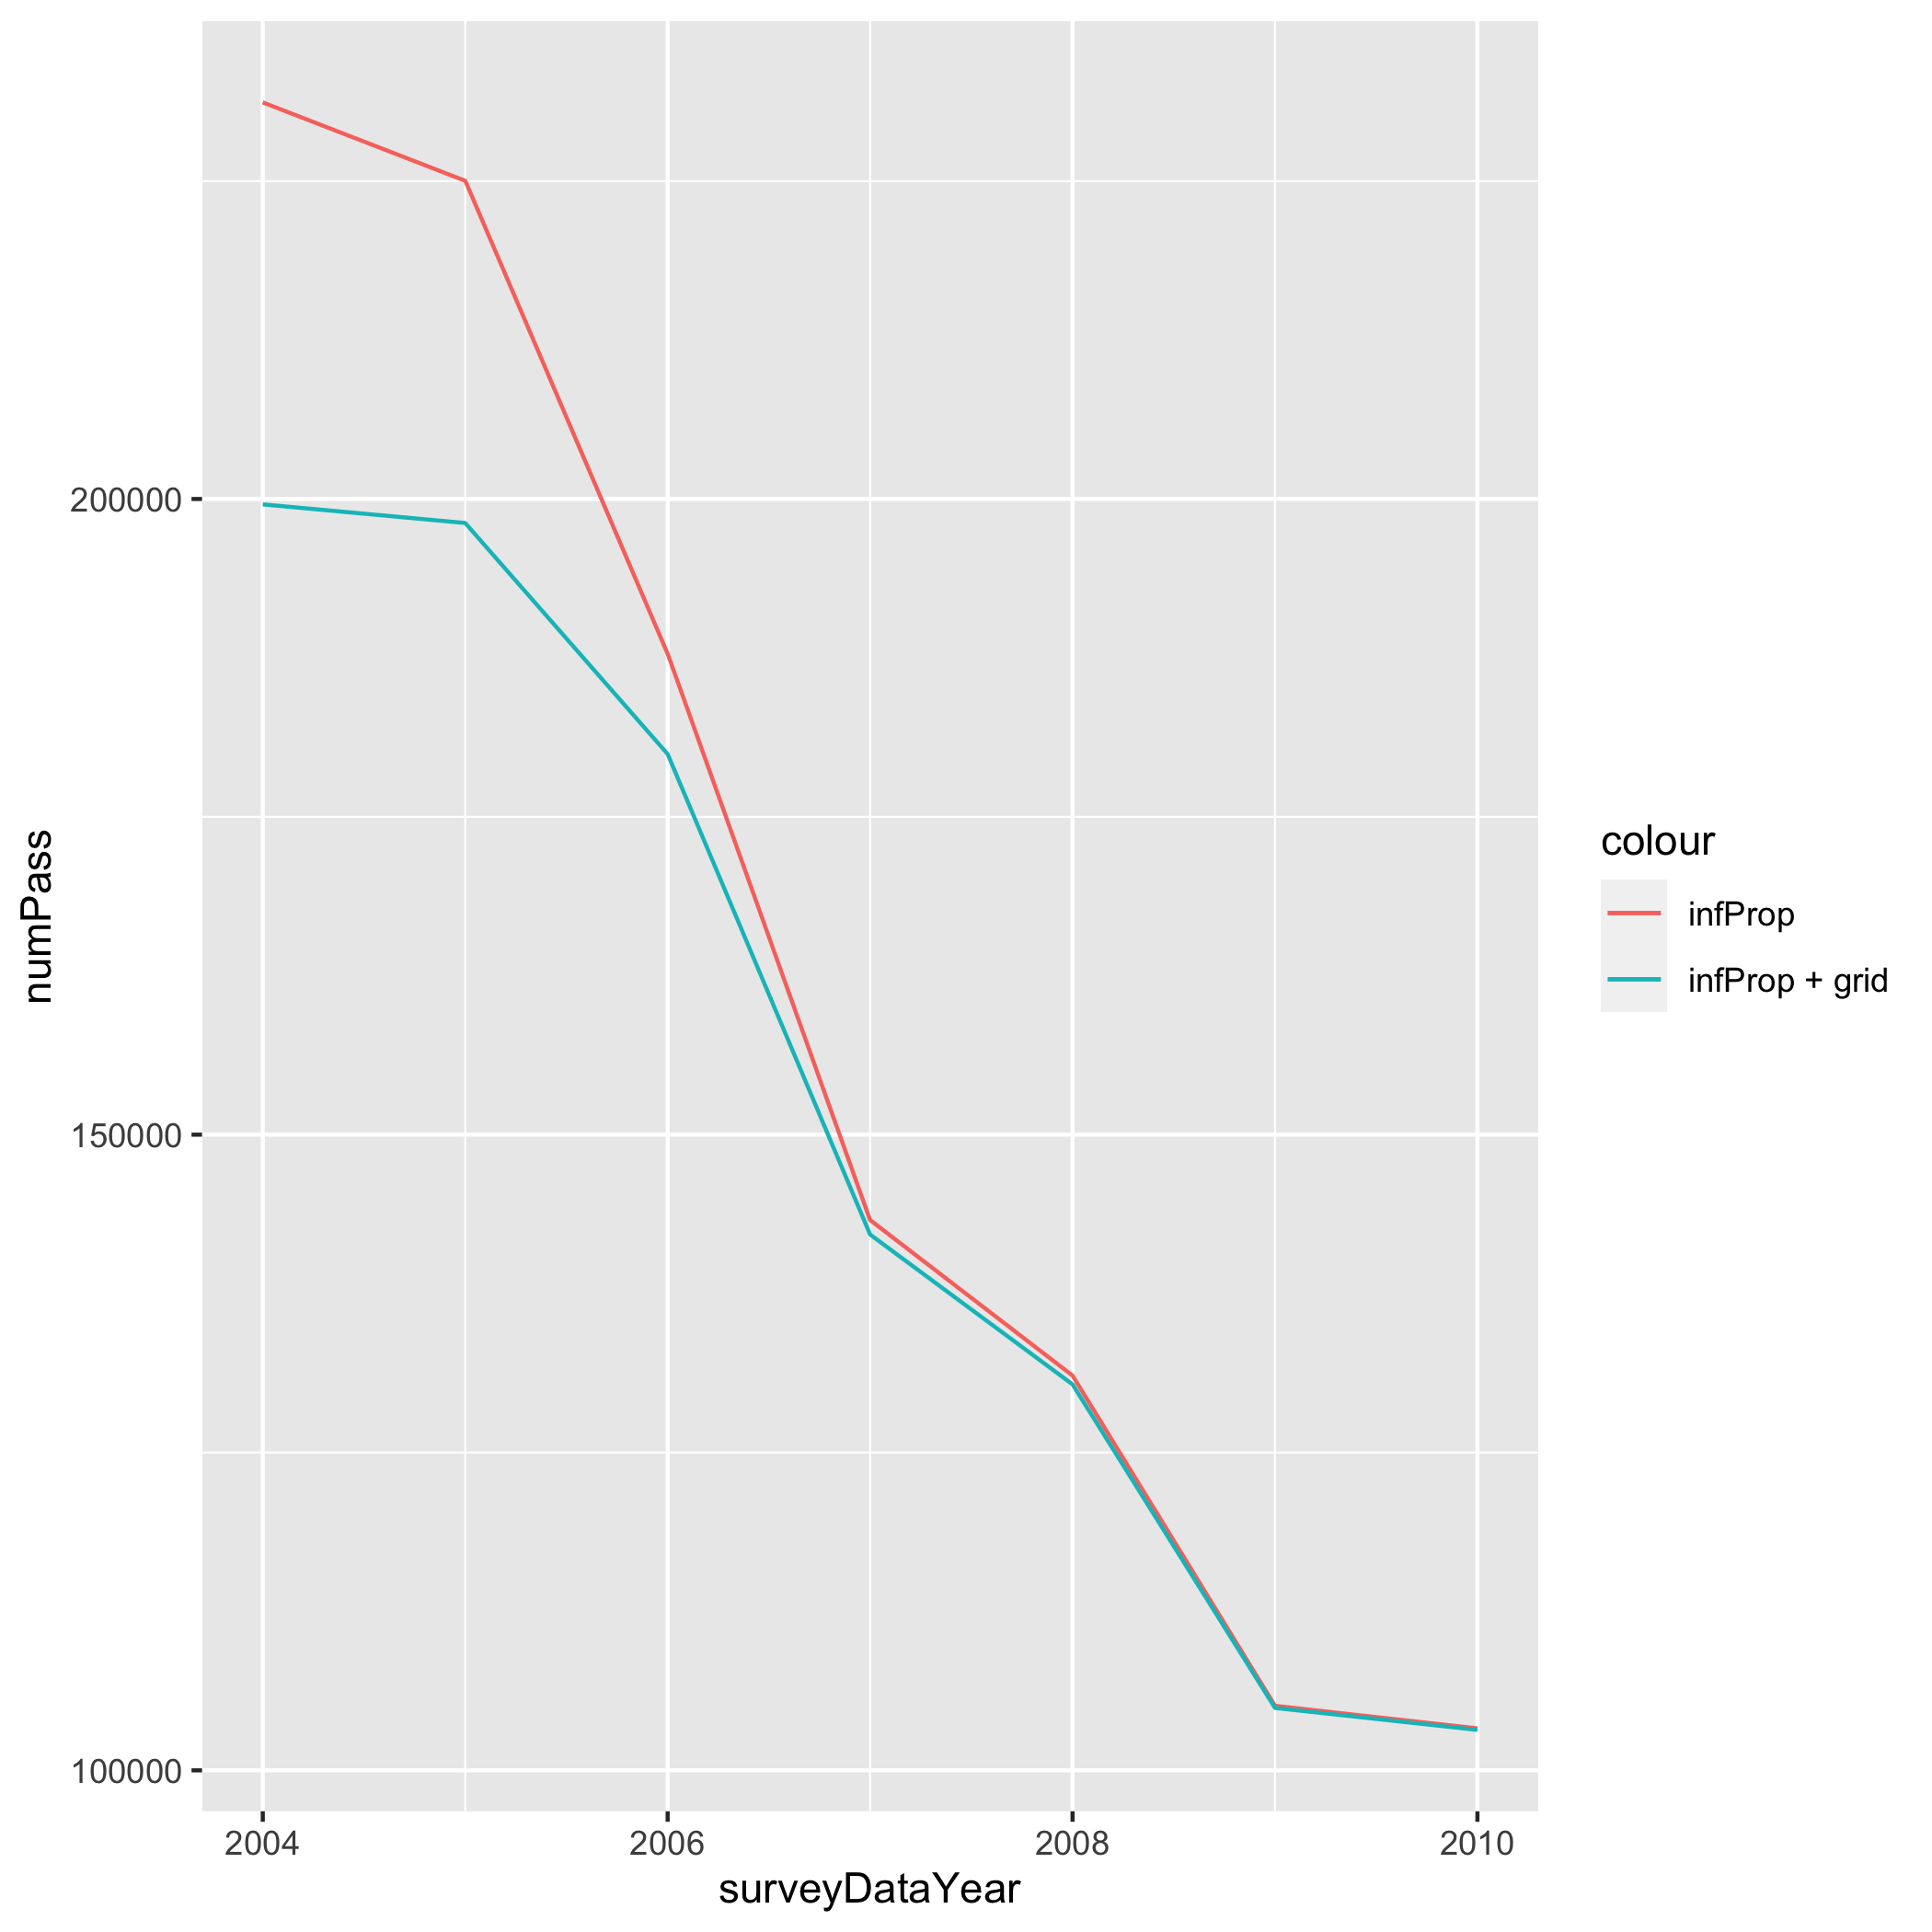 numPass
200000
150000
100000
2004 2006 2008 2010
surveyDataYear
colour
infProp
infProp + grid